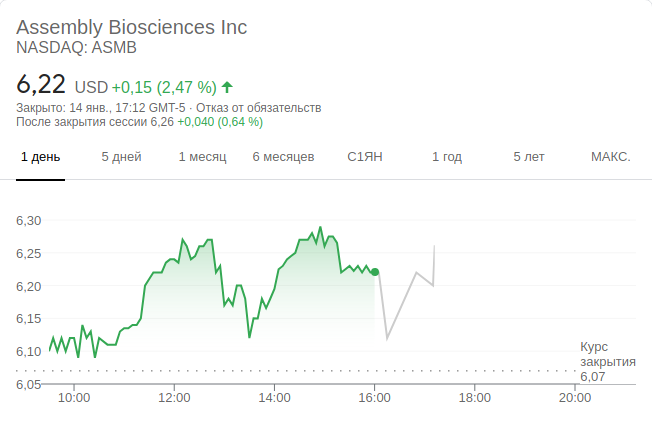 Assembly Biosciences Inc
NASDAQ: ASMB
6,22 USD +0,15 (2,47 %)
Закрыто: 14 янв., 17:12 GMT-5 · Отказ от обязательств
После закрытия сессии 6,26 +0,040 (0,64 %)
1 день 5 дней 1 месяц 6 месяцев С1ЯН 1 год 5 лет МАКС.
6,30
6,25
6,20
6,15
6,10
6,05
Курс
закрытия
6,07
10:00 12:00 14:00 16:00 18:00 20:00